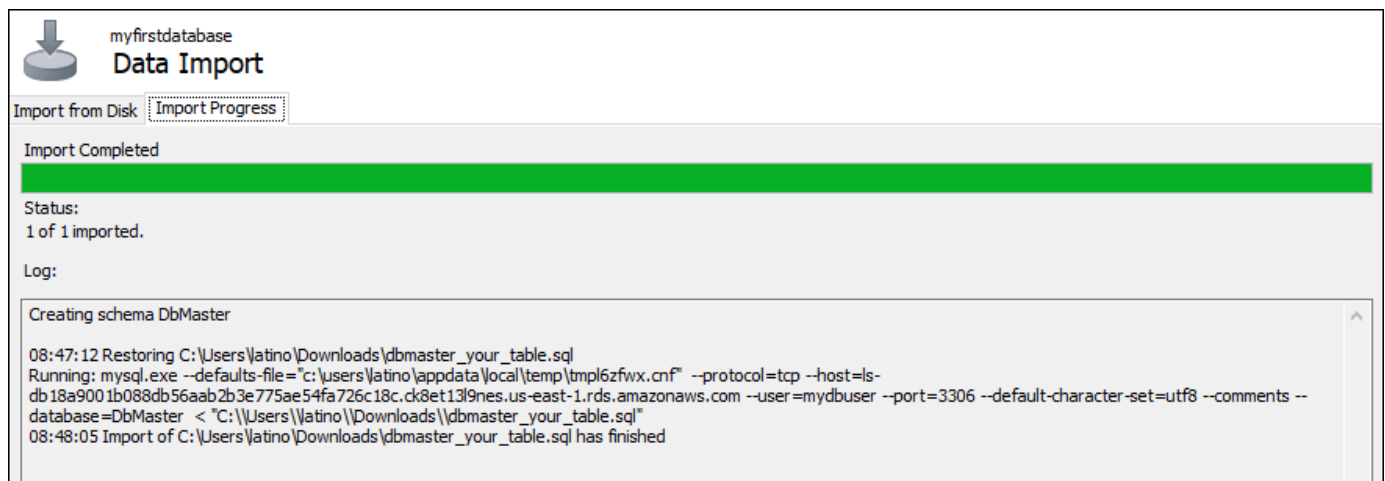 myfirstdatabase
Data Import
Import from Disk Import Progress
Import Completed
Status:
1 of 1 imported.
Log:
Creating schema DbMaster
08:47:12 Restoring C:\Users\latino\Downloads\dbmaster_your_table.sql
Running: mysql.exe --defaults-file="c:\users\latino\appdata\local\temp\tmpl6zfwx.cnf" --protocol=tcp --host=ls-
db18a9001b088db56aab2b3e775ae54fa726c18c.ck8et13l9nes.us-east-1.rds.amazonaws.com --user=mydbuser --port=3306 --default-character-set=utf8 --comments --
database=DbMaster < "C:\\Users\\latino\\Downloads\\dbmaster_your_table.sql"
08:48:05 Import of C:\Users\latino\Downloads\dbmaster_your_table.sql has finished